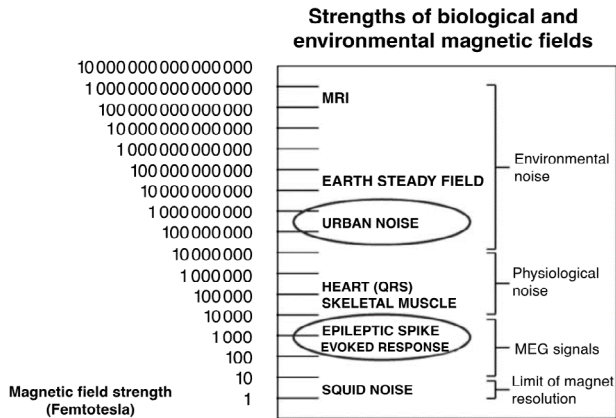 Strengths of biological and
environmental magnetic fields
10 000 000 000 000 000
1 000 000 000 000 000
MRI
100 000 000 000 000
10 000 000 000 000
1 000 000 000 000
Environmental
noise
100 000 000 000
EARTH STEADY FIELD
10 000 000 000
1 000 000 000
URBAN NOISE
100 000 000
10 000 000
1 000 000
Physiological
noise
HEART (QRS)
100 000
SKELETAL MUSCLE
10 000
EPILEPTIC SPIKE
1 000
EVOKED RESPONSE
MEG signals
100
10
SQUID NOISE
Limit of magnet
resolution
1
Magnetic field strength
(Femtotesla)